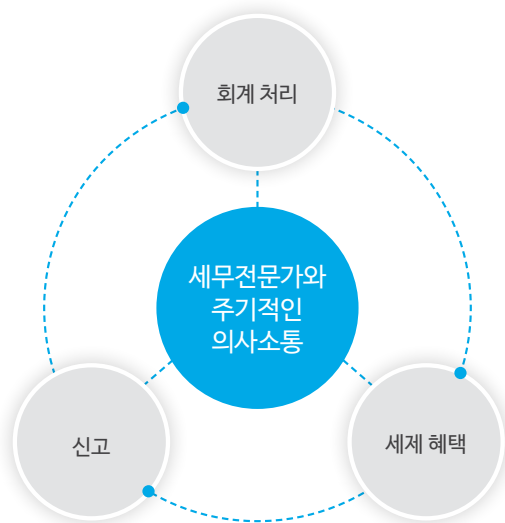 회계 처리
세무전문가와
주기적인
의사소통
신고
세제 혜택